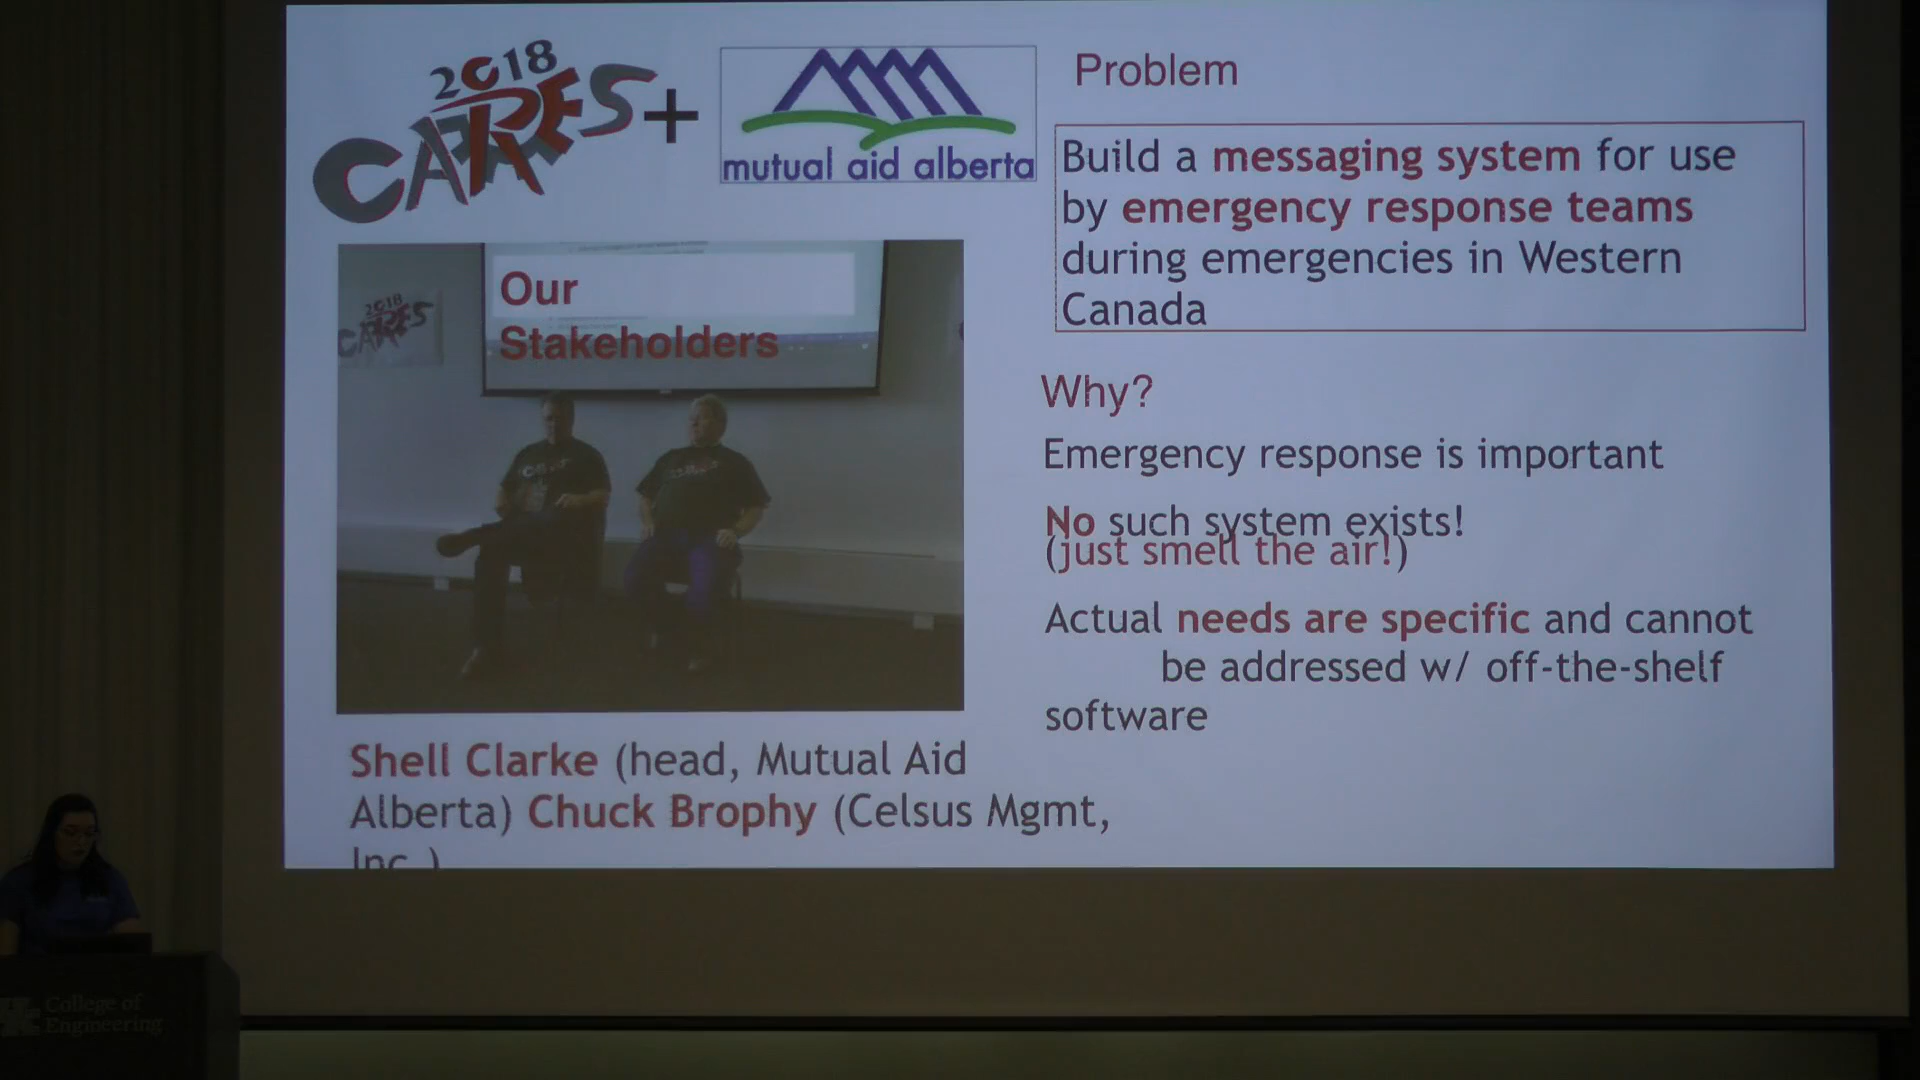 2018
CARES
+
mutual aid alberta
Our
Stakeholders
2018
CARES
Shell Clarke (head, Mutual Aid
Alberta) Chuck Brophy (Celsus Mgmt,
Inc.)
Problem
Build a messaging system for use
by emergency response teams
during emergencies in Western
Canada
Why?
Emergency response is important
No such system exists!
(just smell the air!)
Actual needs are specific and cannot
be addressed w/ off-the-shelf
software
College of
Engineering